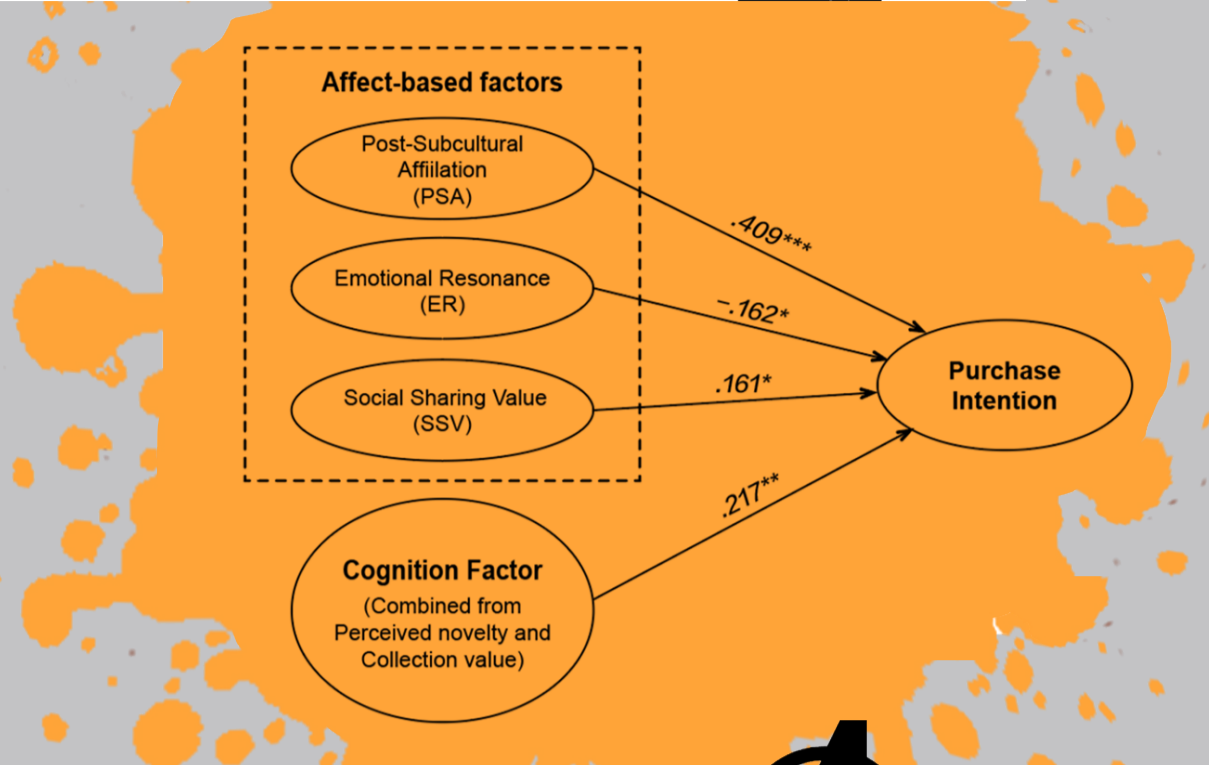 Affect-based factors
Post-Subcultural
Affiilation
(PSA)
.409***
Emotional Resonance
(ER)
–.162*
Social Sharing Value
(SSV)
.161*
Purchase
Intention
.217**
Cognition Factor
(Combined from
Perceived novelty and
Collection value)